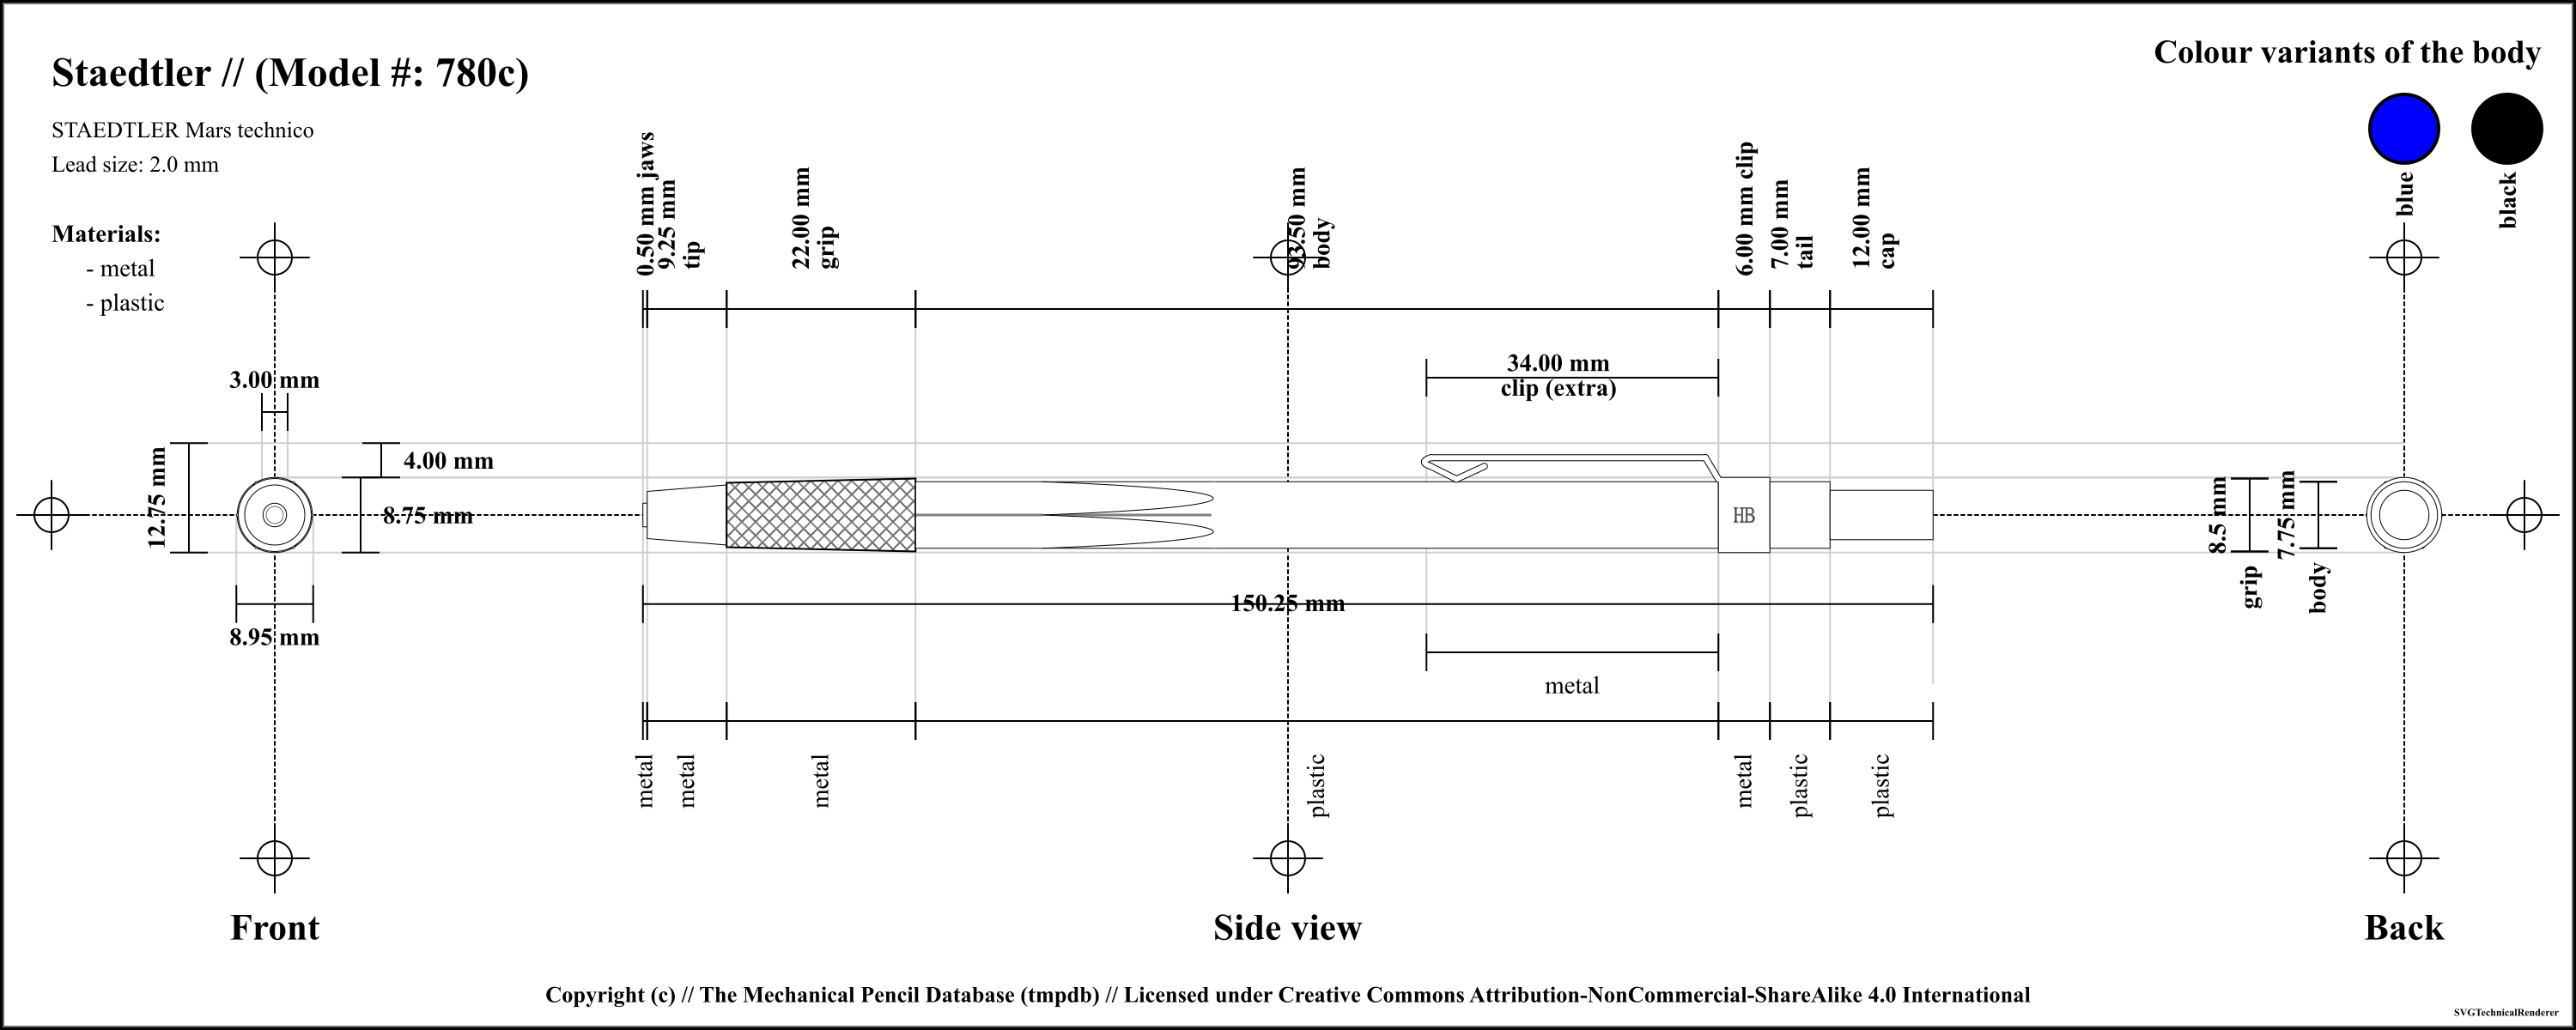 Staedtler // (Model #: 780c)
STAEDTLER Mars technico
Lead size: 2.0 mm
Materials:
- metal
- plastic
Colour variants of the body
blue
black
0.50 mm jaws
9.25 mm
tip
22.00 mm
grip
93.50 mm
body
6.00 mm clip
7.00 mm
tail
12.00 mm
cap
34.00 mm
clip (extra)
3.00 mm
12.75 mm
4.00 mm
8.75 mm
8.95 mm
HB
150.25 mm
8.5 mm
grip
7.75 mm
body
metal
metal
metal
metal
plastic
metal
plastic
plastic
Front
Side view
Back
Copyright (c) // The Mechanical Pencil Database (tmpdb) // Licensed under Creative Commons Attribution-NonCommercial-ShareAlike 4.0 International
SVGTechnicalRenderer